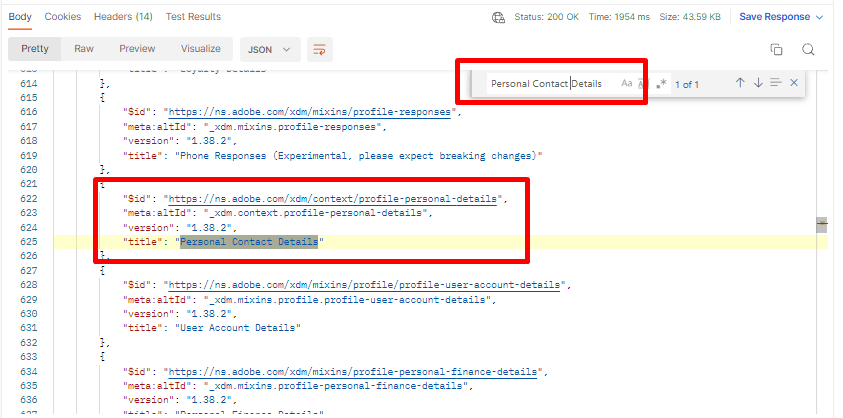 Body Cookies Headers (14) Test Results Status: 200 OK Time: 1954 ms Size: 43.59 KB Save Response
Pretty Raw Preview Visualize JSON
Personal Contact Details Aa .* 1 of 1
614 },
615 {
616 "$id": "https://ns.adobe.com/xdm/mixins/profile-responses",
617 "meta:altId": "_xdm.mixins.profile-responses",
618 "version": "1.38.2",
619 "title": "Phone Responses (Experimental, please expect breaking changes)"
620 },
621 {
622 "$id": "https://ns.adobe.com/xdm/context/profile-personal-details",
623 "meta:altId": "_xdm.context.profile-personal-details",
624 "version": "1.38.2",
625 "title": "Personal Contact Details"
626 },
627 {
628 "$id": "https://ns.adobe.com/xdm/mixins/profile/profile-user-account-details",
629 "meta:altId": "_xdm.mixins.profile.profile-user-account-details",
630 "version": "1.38.2",
631 "title": "User Account Details"
632 },
633 {
634 "$id": "https://ns.adobe.com/xdm/mixins/profile-personal-finance-details",
635 "meta:altId": "_xdm.mixins.profile-personal-finance-details",
636 "version": "1.38.2",
637 "title": "Personal Finance Details"